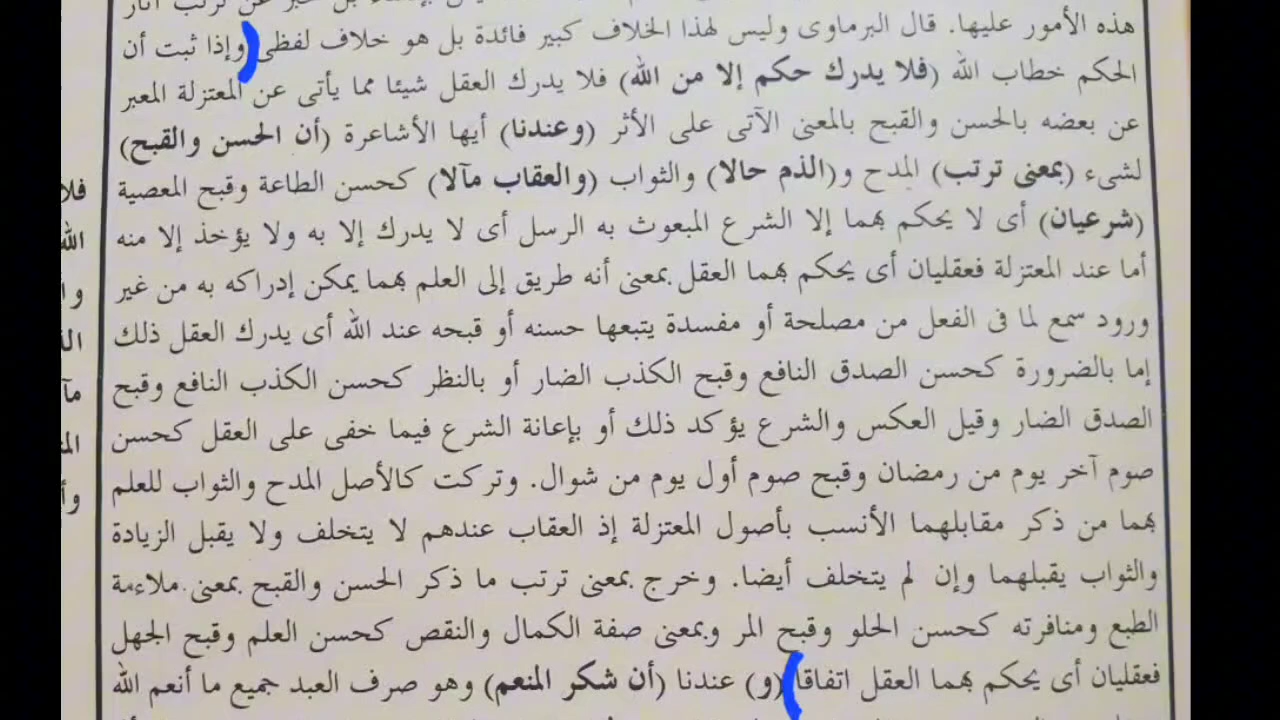 هذه الأمور عليها. قال البرماوى وليس لهذا الخلاف كبير فائدة بل هو خلاف لفظى (وإذا ثبت أن
الحكم خطاب الله (فلا يدرك حكم إلا من الله) فلا يدرك العقل شيئا مما يأتى عن المعتزلة المعبر
عن بعضه بالحسن والقبح بالمعنى الآتى على الأثر (وعندنا) أيها الأشاعرة (أن الحسن والقبح)
لشىء (بمعنى ترتب) المدح و(الذم حالا) والثواب (والعقاب مآلا) كحسن الطاعة وقبح المعصية
(شرعيان) أى لا يحكم بهما إلا الشرع المبعوث به الرسل أى لا يدرك إلا به ولا يؤخذ إلا منه
أما عند المعتزلة فعقليان أى يحكم بهما العقل بمعنى أنه طريق إلى العلم بهما يمكن إدراكه به من غير
ورود سمع لما فى الفعل من مصلحة أو مفسدة يتبعها حسنه أو قبحه عند الله أى يدرك العقل ذلك
إما بالضرورة كحسن الصدق النافع وقبح الكذب الضار أو بالنظر كحسن الكذب النافع وقبح
الصدق الضار وقيل العكس والشرع يؤكد ذلك أو بإعانة الشرع فيما خفى على العقل كحسن
صوم آخر يوم من رمضان وقبح صوم أول يوم من شوال. وتركت كالأصل المدح والثواب للعلم
بهما من ذكر مقابلهما الأنسب بأصول المعتزلة إذ العقاب عندهم لا يتخلف ولا يقبل الزيادة
والثواب يقبلهما وإن لم يتخلف أيضا. وخرج بمعنى ترتب ما ذكر الحسن والقبح بمعنى ملاءمة
الطبع ومنافرته كحسن الحلو وقبح المر وبمعنى صفة الكمال والنقص كحسن العلم وقبح الجهل
فعقليان أى يحكم بهما العقل اتفاقا (و) عندنا (أن شكر المنعم) وهو صرف العبد جميع ما أنعم الله